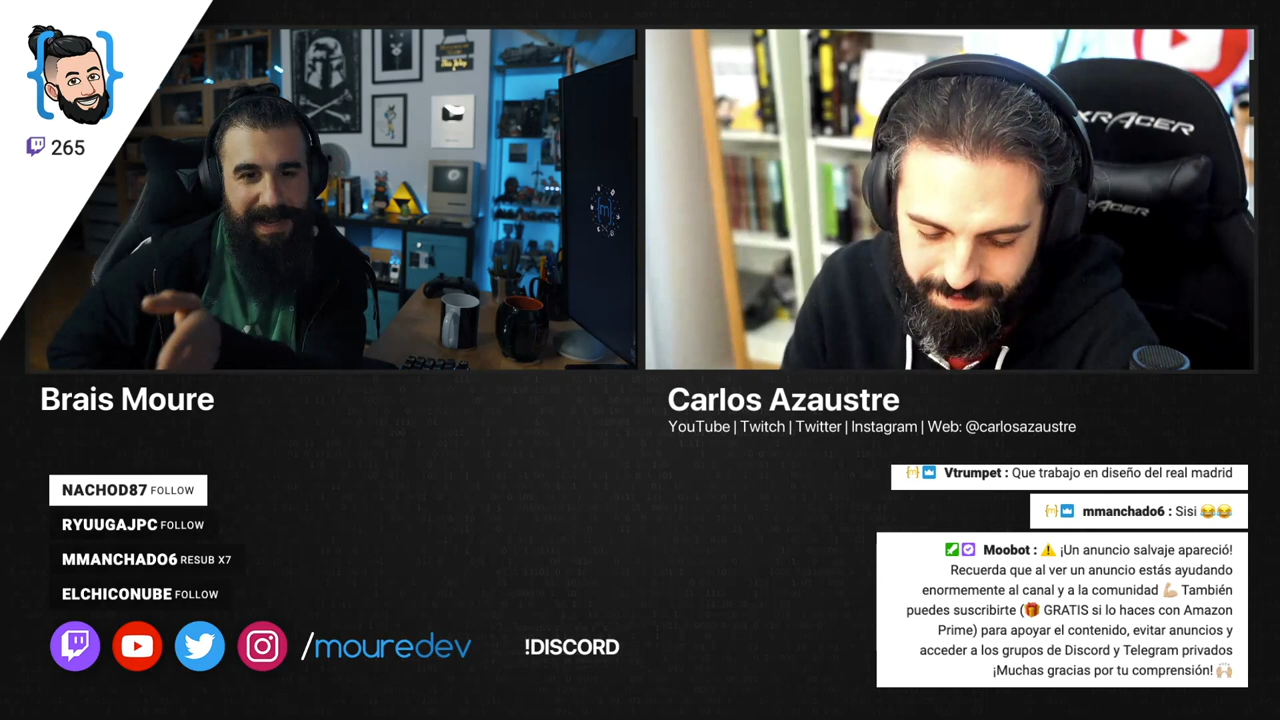 265
XRACER
RACER
{m}
Brais Moure
Carlos Azaustre
YouTube | Twitch | Twitter | Instagram | Web: @carlosazaustre
NACHOD87 FOLLOW
RYUUGAJPC FOLLOW
MMANCHADO6 RESUB X7
ELCHICONUBE FOLLOW
/mouredev
!DISCORD
{m} Vtrumpet : Que trabajo en diseño del real madrid
{m} mmanchado6 : Sisi 😂😂
Moobot : ⚠️ ¡Un anuncio salvaje apareció!
Recuerda que al ver un anuncio estás ayudando
enormemente al canal y a la comunidad 💪🏼 También
puedes suscribirte (🎁 GRATIS si lo haces con Amazon
Prime) para apoyar el contenido, evitar anuncios y
acceder a los grupos de Discord y Telegram privados
¡Muchas gracias por tu comprensión! 🙌🏼